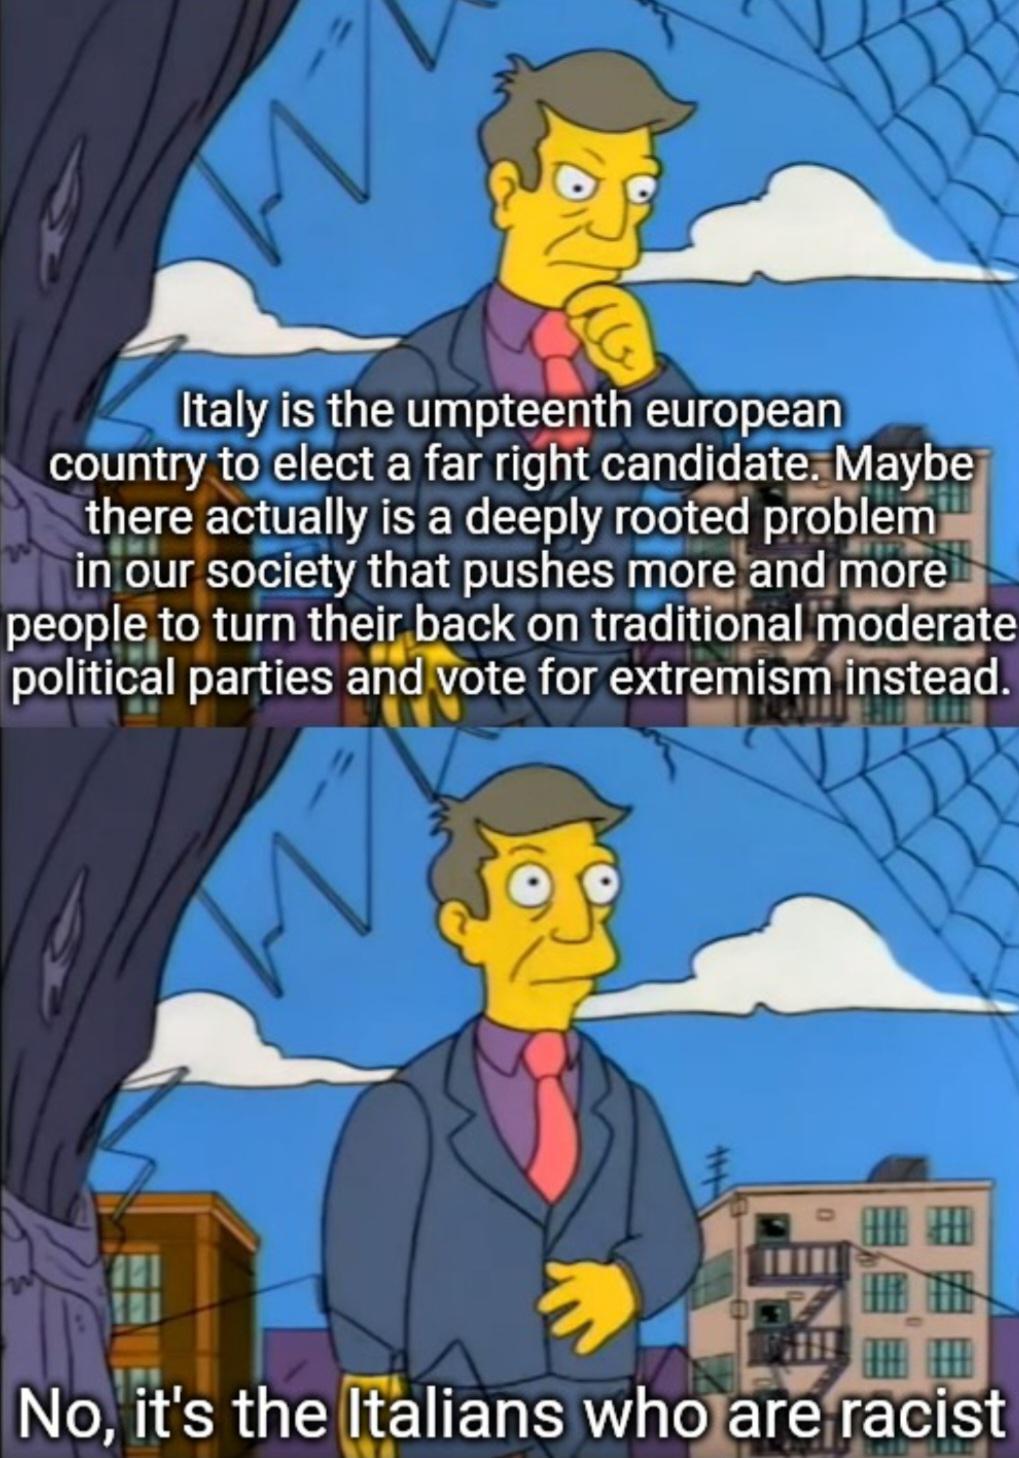 Italy is the umpteenth european
country to elect a far right candidate. Maybe
there actually is a deeply rooted problem
in our society that pushes more and more
people to turn their back on traditional moderate
political parties and vote for extremism instead.
No, it's the Italians who are racist